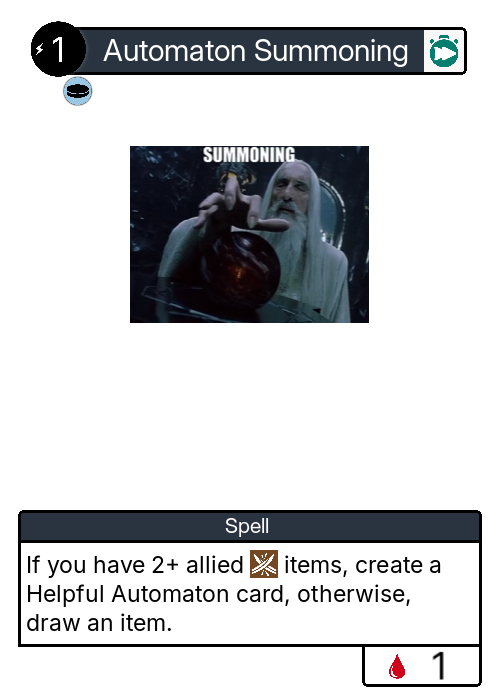 1 Automaton Summoning
SUMMONING
Spell
If you have 2+ allied items, create a
Helpful Automaton card, otherwise,
draw an item.
1